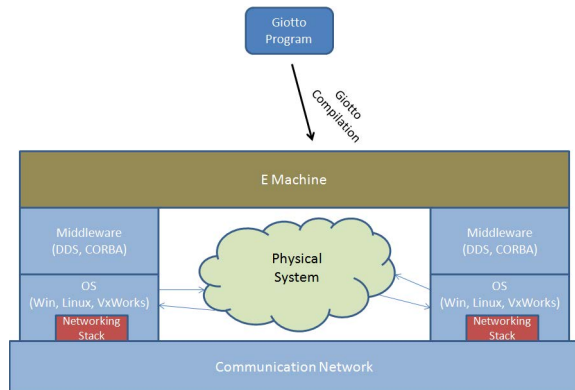 Giotto
Program
Giotto
Compilation
E Machine
Middleware
(DDS, CORBA)
Physical
System
Middleware
(DDS, CORBA)
OS
(Win, Linux, VxWorks)
Networking
Stack
OS
(Win, Linux, VxWorks)
Networking
Stack
Communication Network